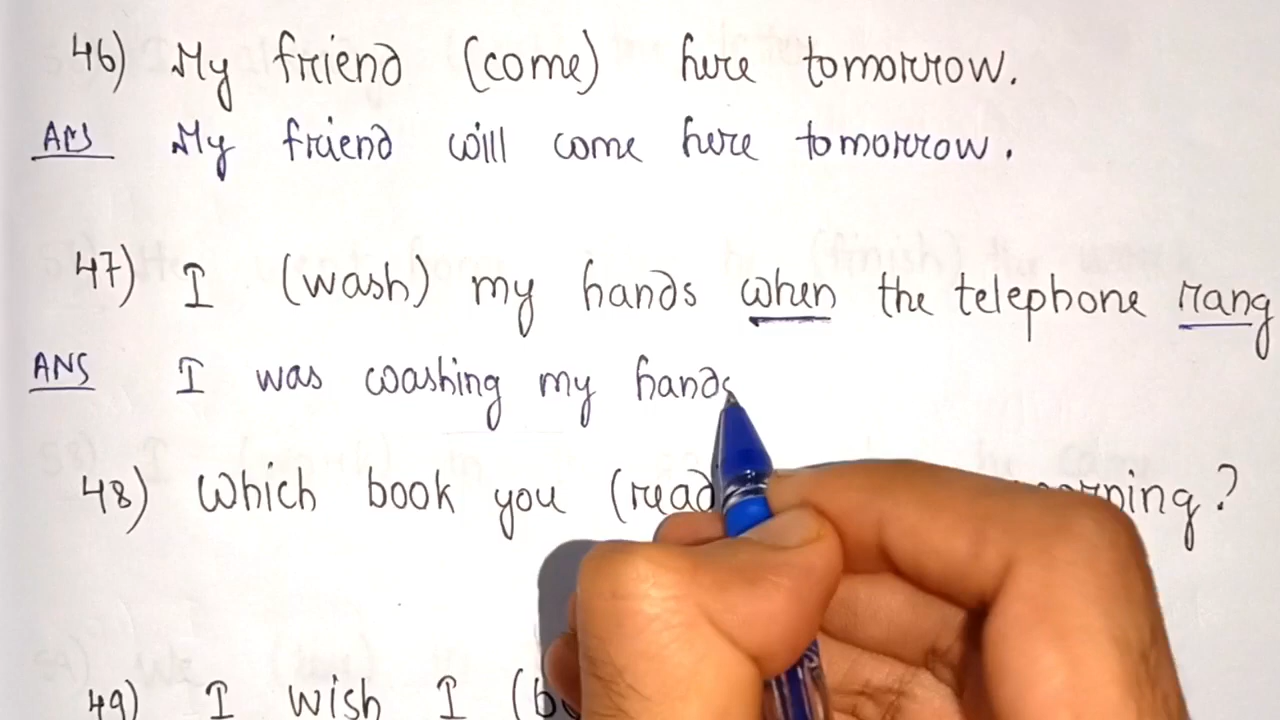 46) My friend (come) here tomorrow.
ANS My friend will come here tomorrow.
47) I (wash) my hands when the telephone rang
ANS I was washing my hands
48) Which book you (read ?
49) I wish I